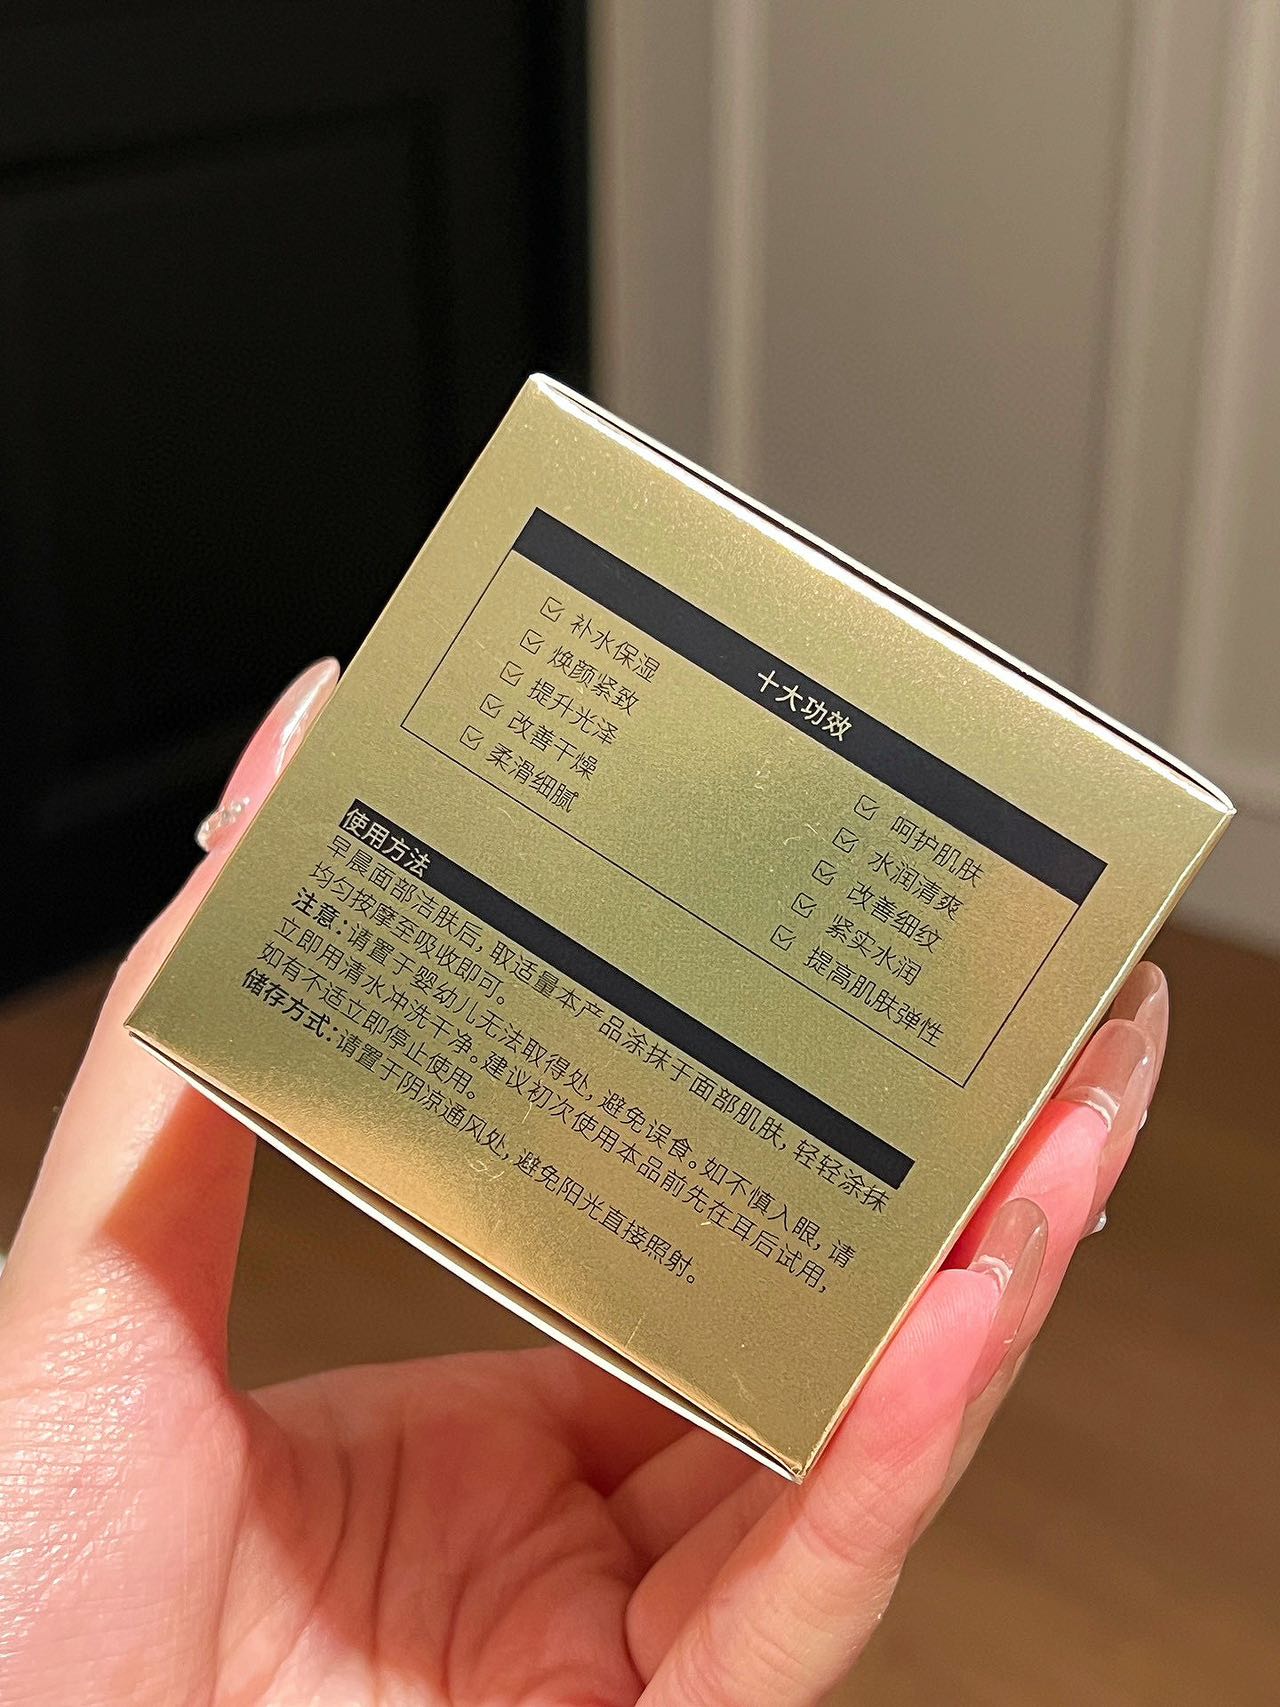 十大功效
☑ 补水保湿
☑ 焕颜紧致
☑ 提升光泽
☑ 改善干燥
☑ 柔滑细腻
☑ 呵护肌肤
☑ 水润清爽
☑ 改善细纹
☑ 紧实水润
☑ 提高肌肤弹性
使用方法
早晨面部洁肤后，取适量本产品涂抹于面部肌肤，轻轻涂抹
均匀按摩至吸收即可。
注意：请置于婴幼儿无法取得处，避免误食。如不慎入眼，请
立即用清水冲洗干净。建议初次使用本品前先在耳后试用，
如有不适立即停止使用。
储存方式：请置于阴凉通风处，避免阳光直接照射。